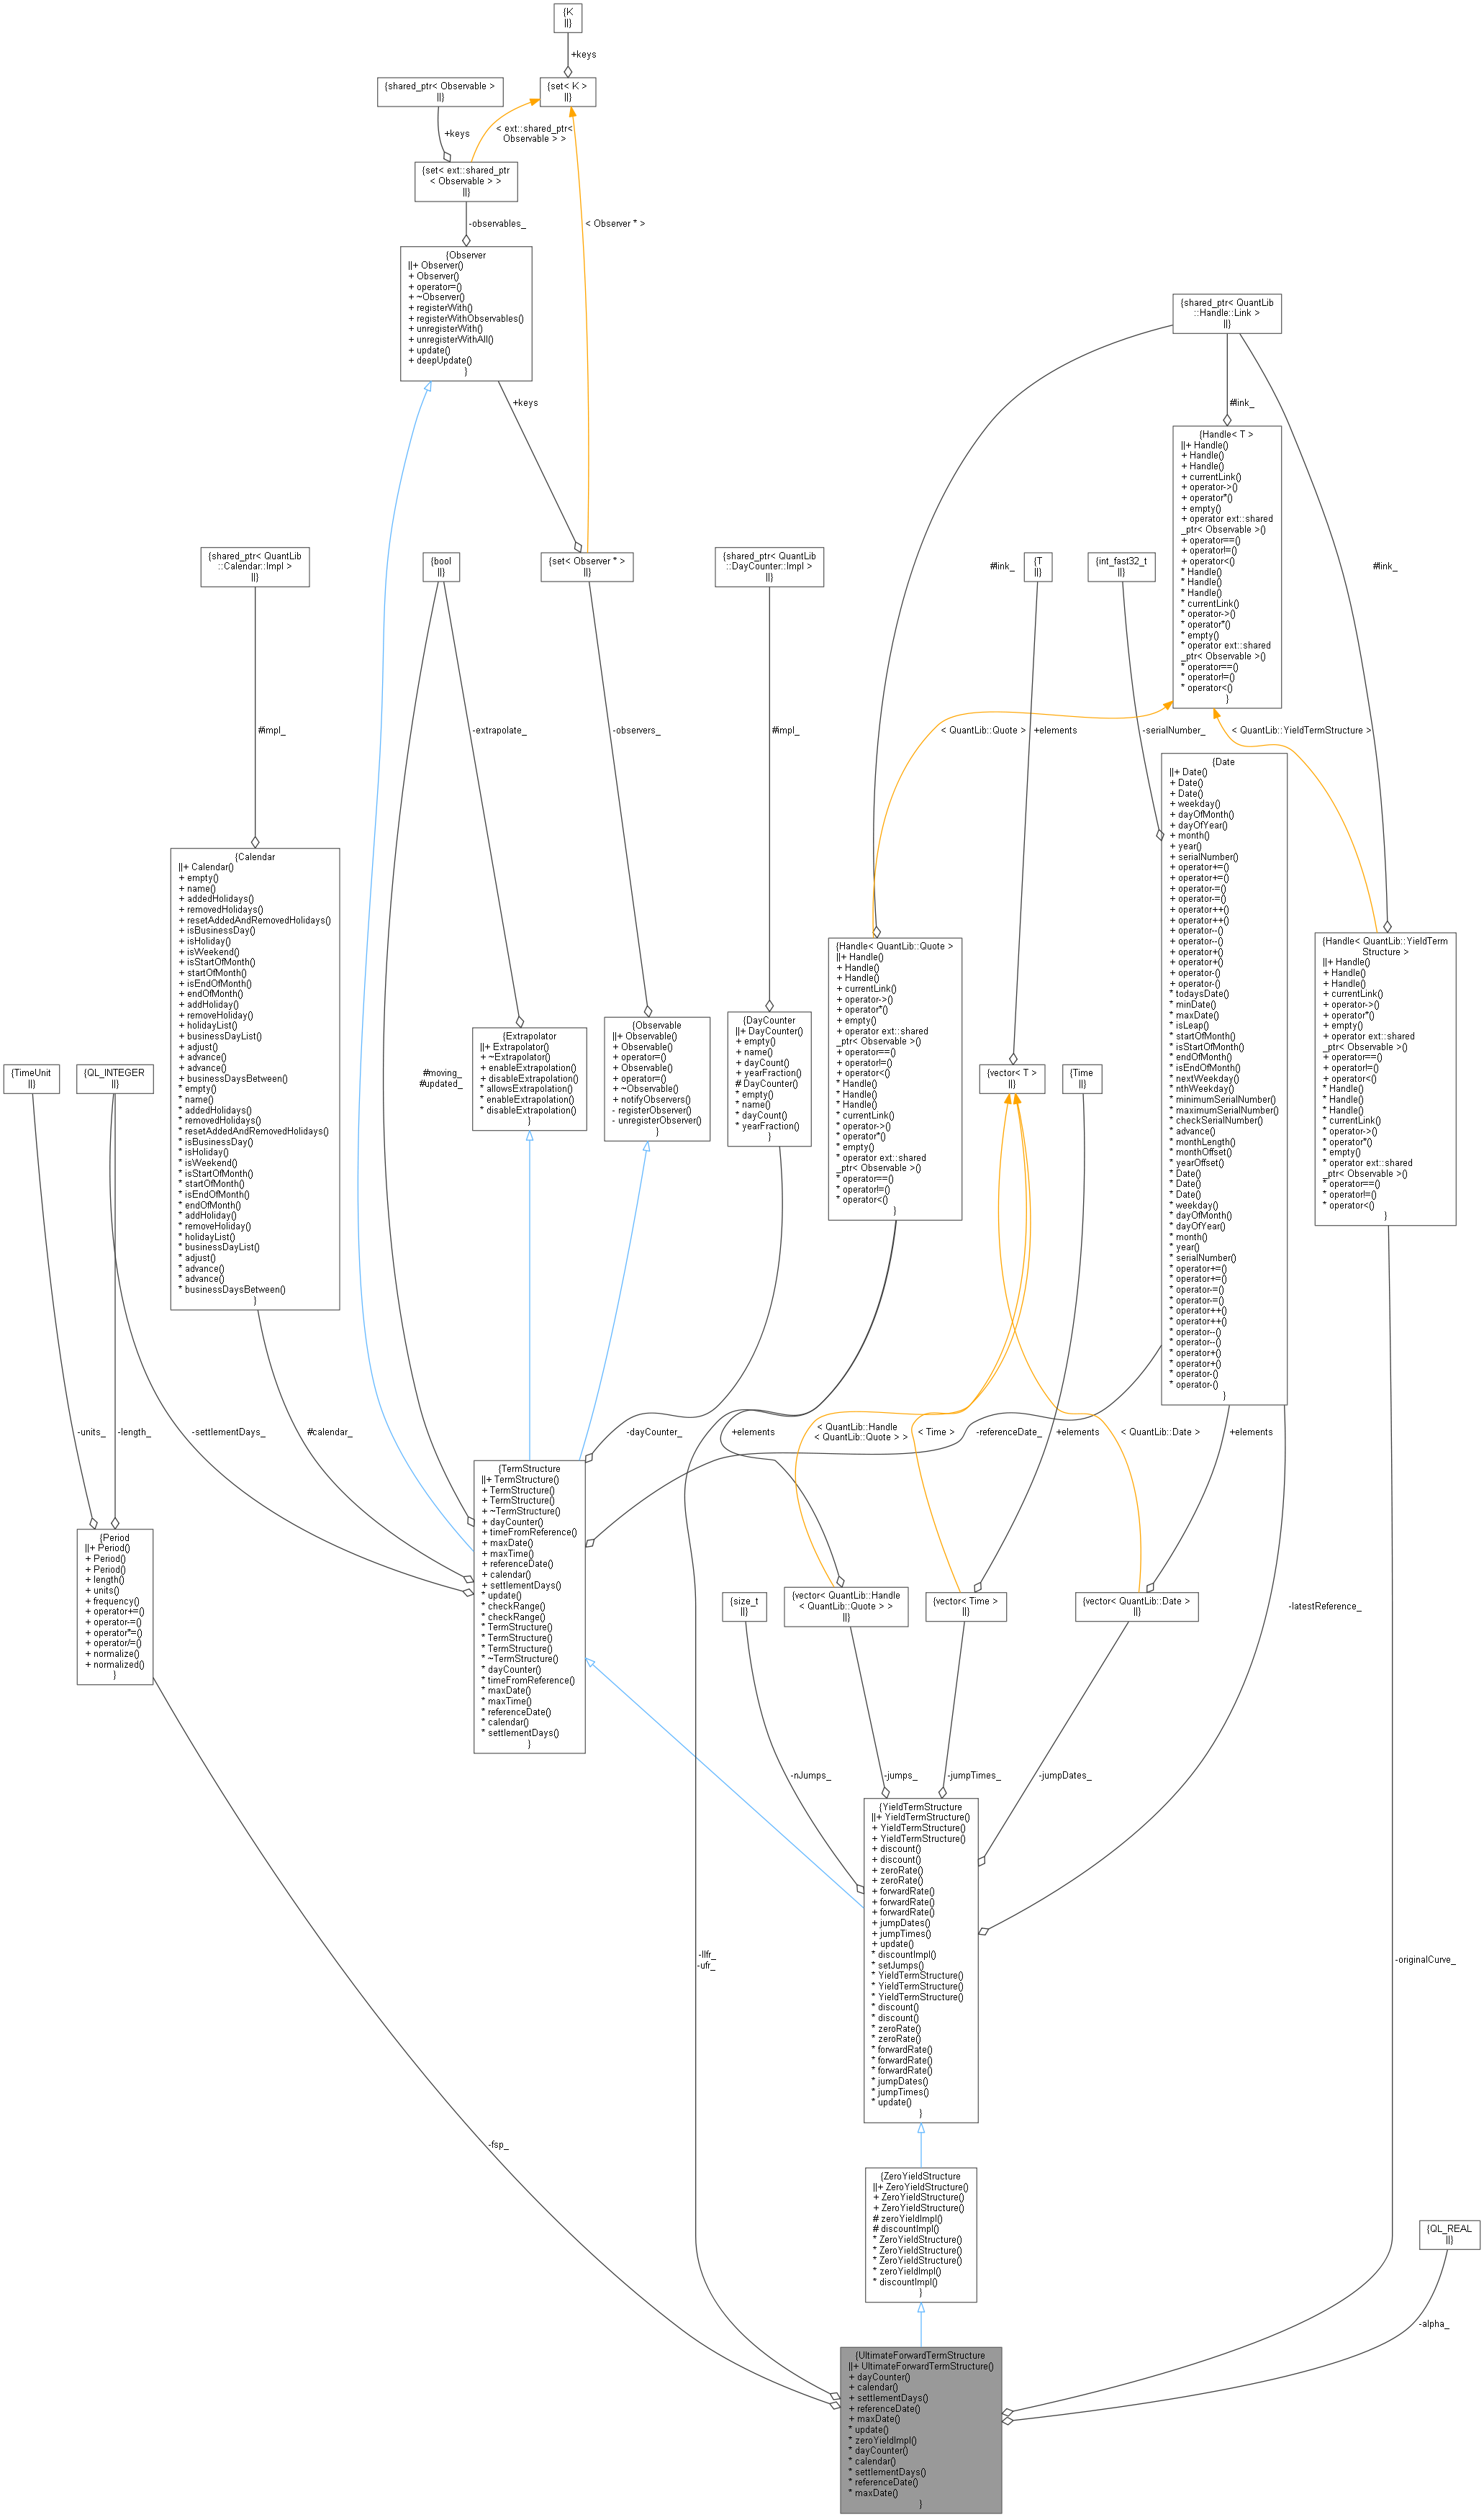 {K
||}
+keys
{shared_ptr< Observable >
||}
{set< K >
||}
+keys
< ext::shared_ptr<
Observable > >
{set< ext::shared_ptr
< Observable > >
||}
-observables_
< Observer * >
{Observer
||+ Observer()
+ Observer()
+ operator=()
+ ~Observer()
+ registerWith()
+ registerWithObservables()
+ unregisterWith()
+ unregisterWithAll()
+ update()
+ deepUpdate()
}
{shared_ptr< QuantLib
::Handle::Link >
||}
+keys
#link_
{Handle< T >
||+ Handle()
+ Handle()
+ Handle()
+ currentLink()
+ operator->()
+ operator*()
+ empty()
+ operator ext::shared
_ptr< Observable >()
+ operator==()
+ operator!=()
+ operator<()
* Handle()
* Handle()
* Handle()
* currentLink()
* operator->()
* operator*()
* empty()
* operator ext::shared
_ptr< Observable >()
* operator==()
* operator!=()
* operator<()
}
{shared_ptr< QuantLib
::Calendar::Impl >
||}
{bool
||}
{set< Observer * >
||}
{shared_ptr< QuantLib
::DayCounter::Impl >
||}
#link_
{T
||}
{int_fast32_t
||}
#link_
#impl_
-extrapolate_
-observers_
#impl_
< QuantLib::Quote >
+elements
-serialNumber_
< QuantLib::YieldTermStructure >
{Calendar
||+ Calendar()
+ empty()
+ name()
+ addedHolidays()
+ removedHolidays()
+ resetAddedAndRemovedHolidays()
+ isBusinessDay()
+ isHoliday()
+ isWeekend()
+ isStartOfMonth()
+ startOfMonth()
+ isEndOfMonth()
+ endOfMonth()
+ addHoliday()
+ removeHoliday()
+ holidayList()
+ businessDayList()
+ adjust()
+ advance()
+ advance()
+ businessDaysBetween()
* empty()
* name()
* addedHolidays()
* removedHolidays()
* resetAddedAndRemovedHolidays()
* isBusinessDay()
* isHoliday()
* isWeekend()
* isStartOfMonth()
* startOfMonth()
* isEndOfMonth()
* endOfMonth()
* addHoliday()
* removeHoliday()
* holidayList()
* businessDayList()
* adjust()
* advance()
* advance()
* businessDaysBetween()
}
{Date
||+ Date()
+ Date()
+ Date()
+ weekday()
+ dayOfMonth()
+ dayOfYear()
+ month()
+ year()
+ serialNumber()
+ operator+=()
+ operator+=()
+ operator-=()
+ operator-=()
+ operator++()
+ operator++()
+ operator--()
+ operator--()
+ operator+()
+ operator+()
+ operator-()
+ operator-()
* todaysDate()
* minDate()
* maxDate()
* isLeap()
* startOfMonth()
* isStartOfMonth()
* endOfMonth()
* isEndOfMonth()
* nextWeekday()
* nthWeekday()
* minimumSerialNumber()
* maximumSerialNumber()
* checkSerialNumber()
* advance()
* monthLength()
* monthOffset()
* yearOffset()
* Date()
* Date()
* Date()
* weekday()
* dayOfMonth()
* dayOfYear()
* month()
* year()
* serialNumber()
* operator+=()
* operator+=()
* operator-=()
* operator-=()
* operator++()
* operator++()
* operator--()
* operator--()
* operator+()
* operator+()
* operator-()
* operator-()
}
{Handle< QuantLib::Quote >
||+ Handle()
+ Handle()
+ Handle()
+ currentLink()
+ operator->()
+ operator*()
+ empty()
+ operator ext::shared
_ptr< Observable >()
+ operator==()
+ operator!=()
+ operator<()
* Handle()
* Handle()
* Handle()
* currentLink()
* operator->()
* operator*()
* empty()
* operator ext::shared
_ptr< Observable >()
* operator==()
* operator!=()
* operator<()
}
{Handle< QuantLib::YieldTerm
Structure >
||+ Handle()
+ Handle()
+ Handle()
+ currentLink()
+ operator->()
+ operator*()
+ empty()
+ operator ext::shared
_ptr< Observable >()
+ operator==()
+ operator!=()
+ operator<()
* Handle()
* Handle()
* Handle()
* currentLink()
* operator->()
* operator*()
* empty()
* operator ext::shared
_ptr< Observable >()
* operator==()
* operator!=()
* operator<()
}
{TimeUnit
||}
{QL_INTEGER
||}
#moving_
#updated_
{Extrapolator
||+ Extrapolator()
+ ~Extrapolator()
+ enableExtrapolation()
+ disableExtrapolation()
* allowsExtrapolation()
* enableExtrapolation()
* disableExtrapolation()
}
{Observable
||+ Observable()
+ Observable()
+ operator=()
+ Observable()
+ operator=()
+ ~Observable()
+ notifyObservers()
- registerObserver()
- unregisterObserver()
}
{DayCounter
||+ DayCounter()
+ empty()
+ name()
+ dayCount()
+ yearFraction()
# DayCounter()
* empty()
* name()
* dayCount()
* yearFraction()
}
{vector< T >
||}
{Time
||}
-units_
-length_
-settlementDays_
#calendar_
-dayCounter_
+elements
< QuantLib::Handle
< QuantLib::Quote > >
< Time >
-referenceDate_
+elements
< QuantLib::Date >
+elements
{Period
||+ Period()
+ Period()
+ Period()
+ length()
+ units()
+ frequency()
+ operator+=()
+ operator-=()
+ operator*=()
+ operator/=()
+ normalize()
+ normalized()
}
{TermStructure
||+ TermStructure()
+ TermStructure()
+ TermStructure()
+ ~TermStructure()
+ dayCounter()
+ timeFromReference()
+ maxDate()
+ maxTime()
+ referenceDate()
+ calendar()
+ settlementDays()
* update()
* checkRange()
* checkRange()
* TermStructure()
* TermStructure()
* TermStructure()
* ~TermStructure()
* dayCounter()
* timeFromReference()
* maxDate()
* maxTime()
* referenceDate()
* calendar()
* settlementDays()
}
{size_t
||}
{vector< QuantLib::Handle
< QuantLib::Quote > >
||}
{vector< Time >
||}
{vector< QuantLib::Date >
||}
-latestReference_
-nJumps_
-jumps_
-jumpTimes_
-jumpDates_
{YieldTermStructure
||+ YieldTermStructure()
+ YieldTermStructure()
+ YieldTermStructure()
+ discount()
+ discount()
+ zeroRate()
+ zeroRate()
+ forwardRate()
+ forwardRate()
+ forwardRate()
+ jumpDates()
+ jumpTimes()
+ update()
* discountImpl()
* setJumps()
* YieldTermStructure()
* YieldTermStructure()
* YieldTermStructure()
* discount()
* discount()
* zeroRate()
* zeroRate()
* forwardRate()
* forwardRate()
* forwardRate()
* jumpDates()
* jumpTimes()
* update()
}
-llfr_
-ufr_
-originalCurve_
-fsp_
{ZeroYieldStructure
||+ ZeroYieldStructure()
+ ZeroYieldStructure()
+ ZeroYieldStructure()
# zeroYieldImpl()
# discountImpl()
* ZeroYieldStructure()
* ZeroYieldStructure()
* ZeroYieldStructure()
* zeroYieldImpl()
* discountImpl()
}
{QL_REAL
||}
-alpha_
{UltimateForwardTermStructure
||+ UltimateForwardTermStructure()
+ dayCounter()
+ calendar()
+ settlementDays()
+ referenceDate()
+ maxDate()
* update()
* zeroYieldImpl()
* dayCounter()
* calendar()
* settlementDays()
* referenceDate()
* maxDate()
}